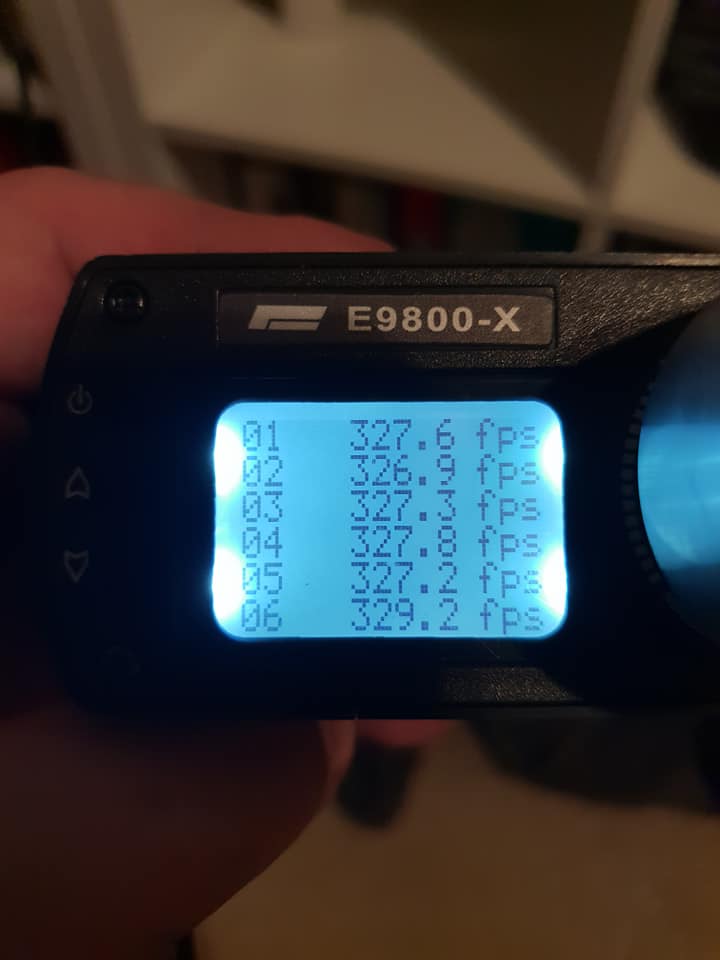 E9800-X
01 327.6 fps
02 326.9 fps
03 327.3 fps
04 327.8 fps
05 327.2 fps
06 329.2 fps